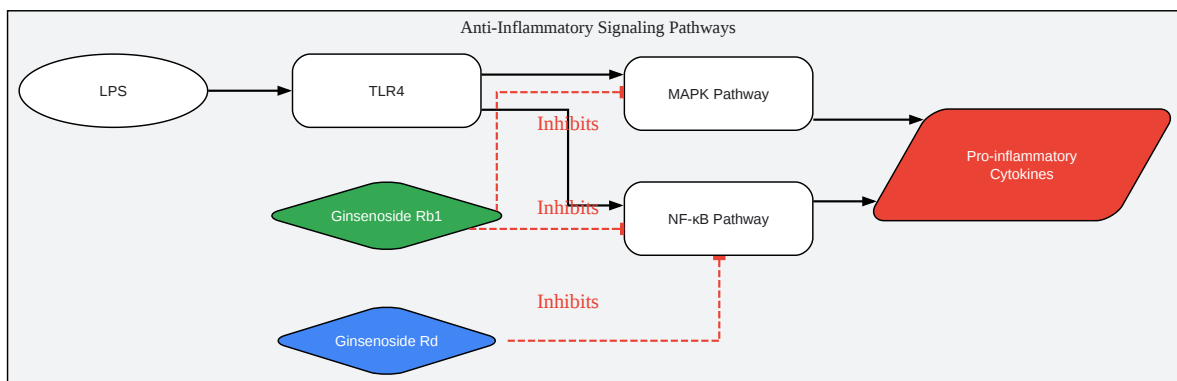 Anti-Inflammatory Signaling Pathways
LPS
TLR4
MAPK Pathway
Inhibits
Pro-inflammatory
Cytokines
Ginsenoside Rb1
Inhibits
NF-κB Pathway
Inhibits
Ginsenoside Rd